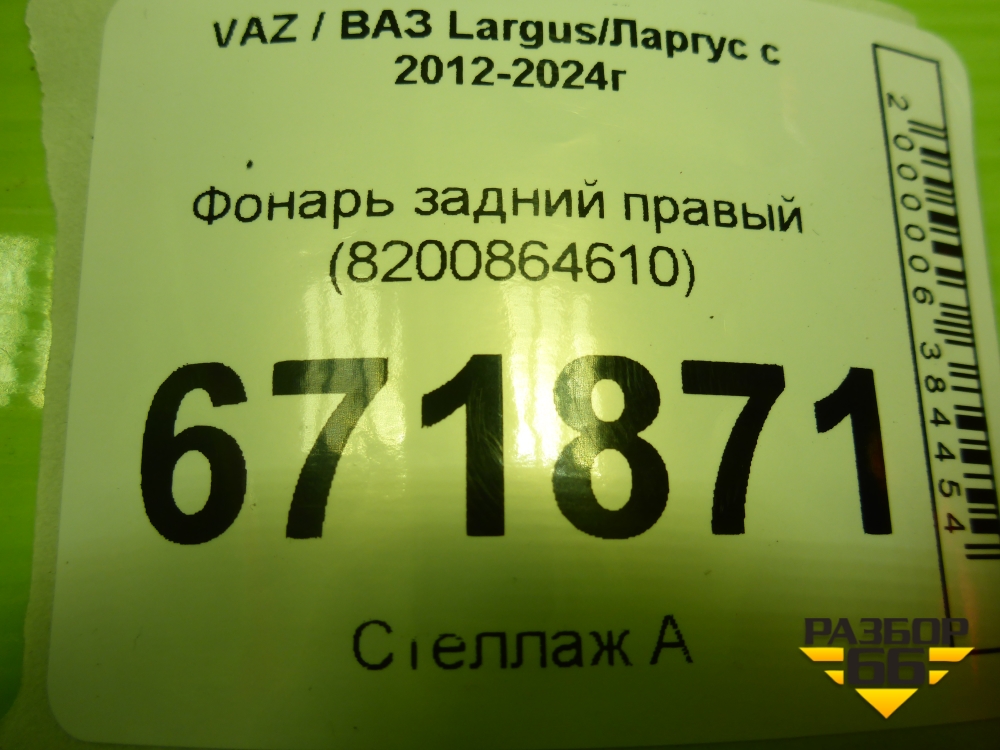 VAZ / ВАЗ Largus/Ларгус с
2012-2024г
Фонарь задний правый
(8200864610)
671871
Стеллаж А
2000006384454
РАЗБОР
66